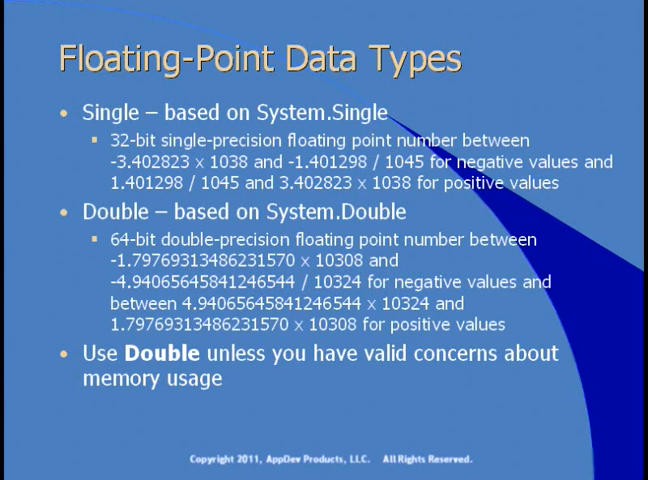 Floating-Point Data Types
• Single – based on System.Single
▪ 32-bit single-precision floating point number between
-3.402823 x 1038 and -1.401298 / 1045 for negative values and
1.401298 / 1045 and 3.402823 x 1038 for positive values
• Double – based on System.Double
▪ 64-bit double-precision floating point number between
-1.79769313486231570 x 10308 and
-4.94065645841246544 / 10324 for negative values and
between 4.94065645841246544 x 10324 and
1.79769313486231570 x 10308 for positive values
• Use Double unless you have valid concerns about
memory usage
Copyright 2011, AppDev Products, LLC. All Rights Reserved.